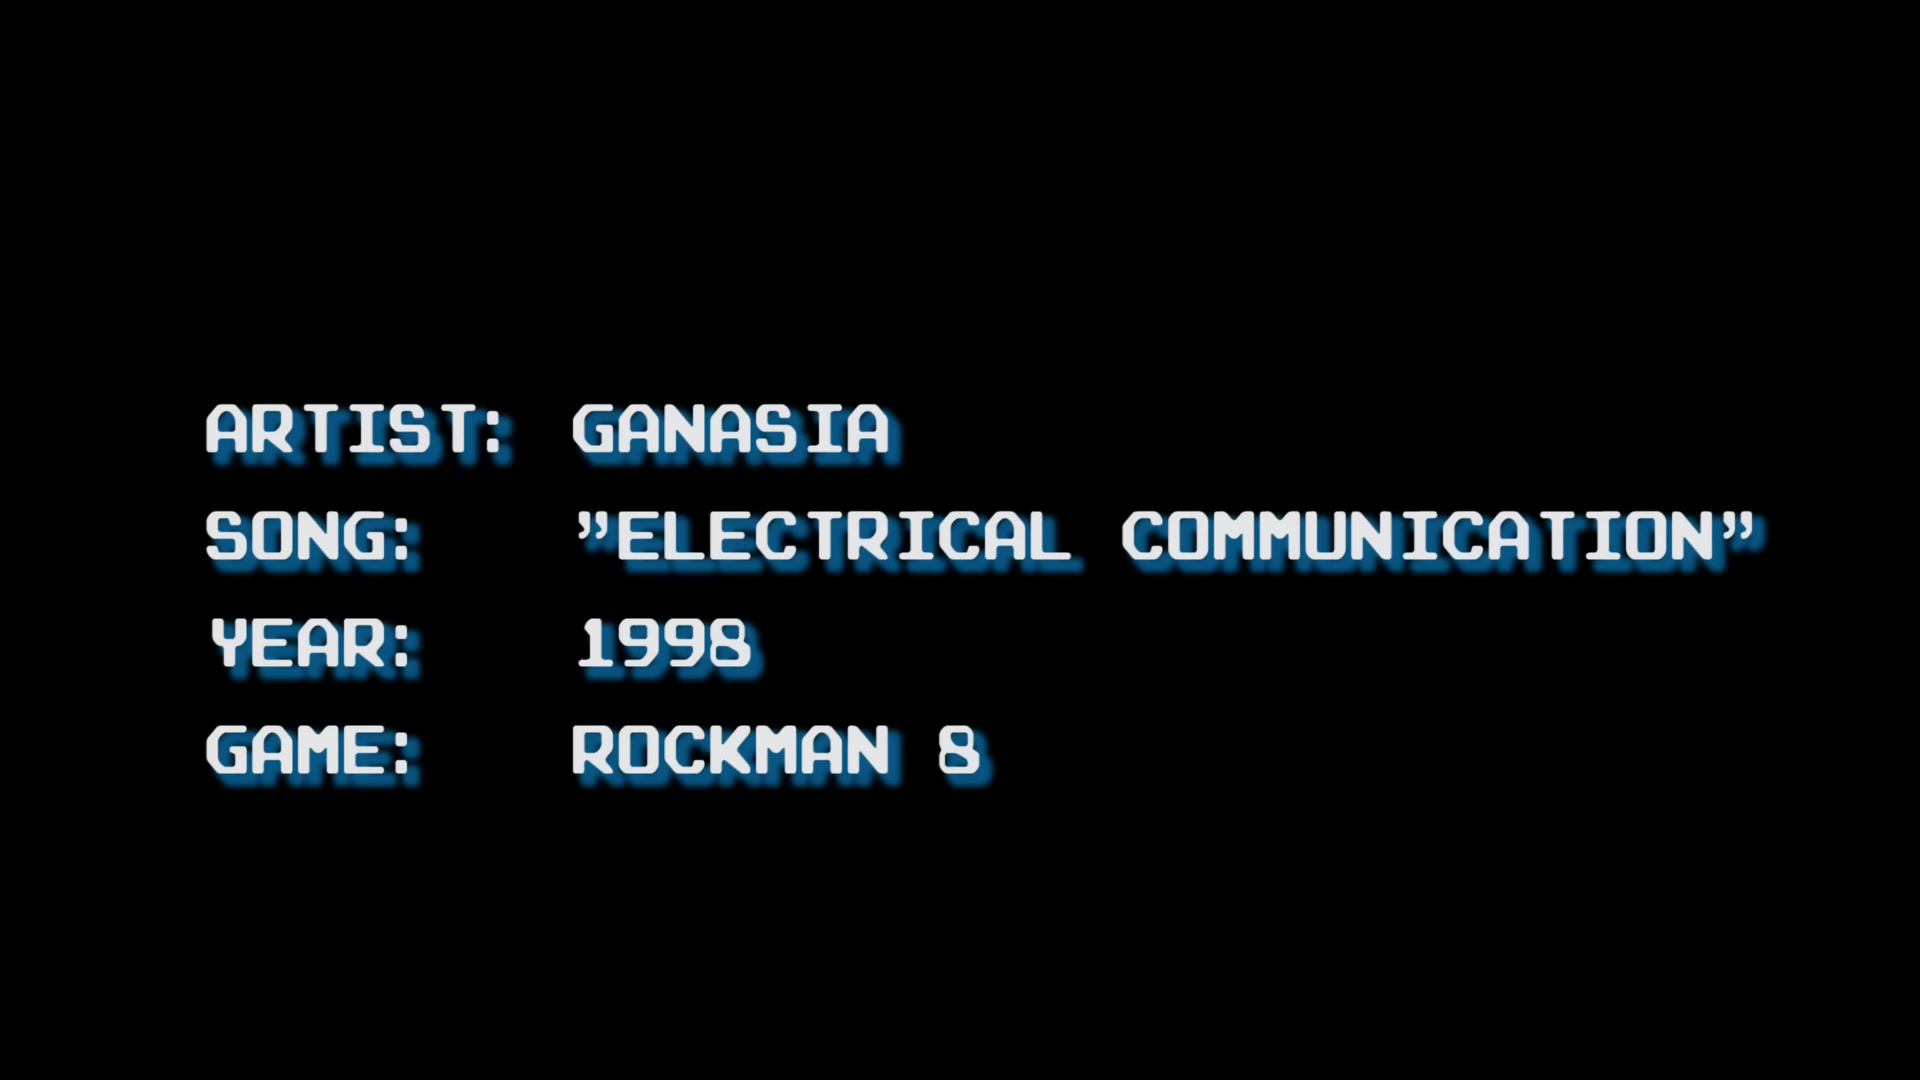 ARTIST: GANASIA
SONG: ”ELECTRICAL COMMUNICATION”
YEAR: 1998
GAME: ROCKMAN 8